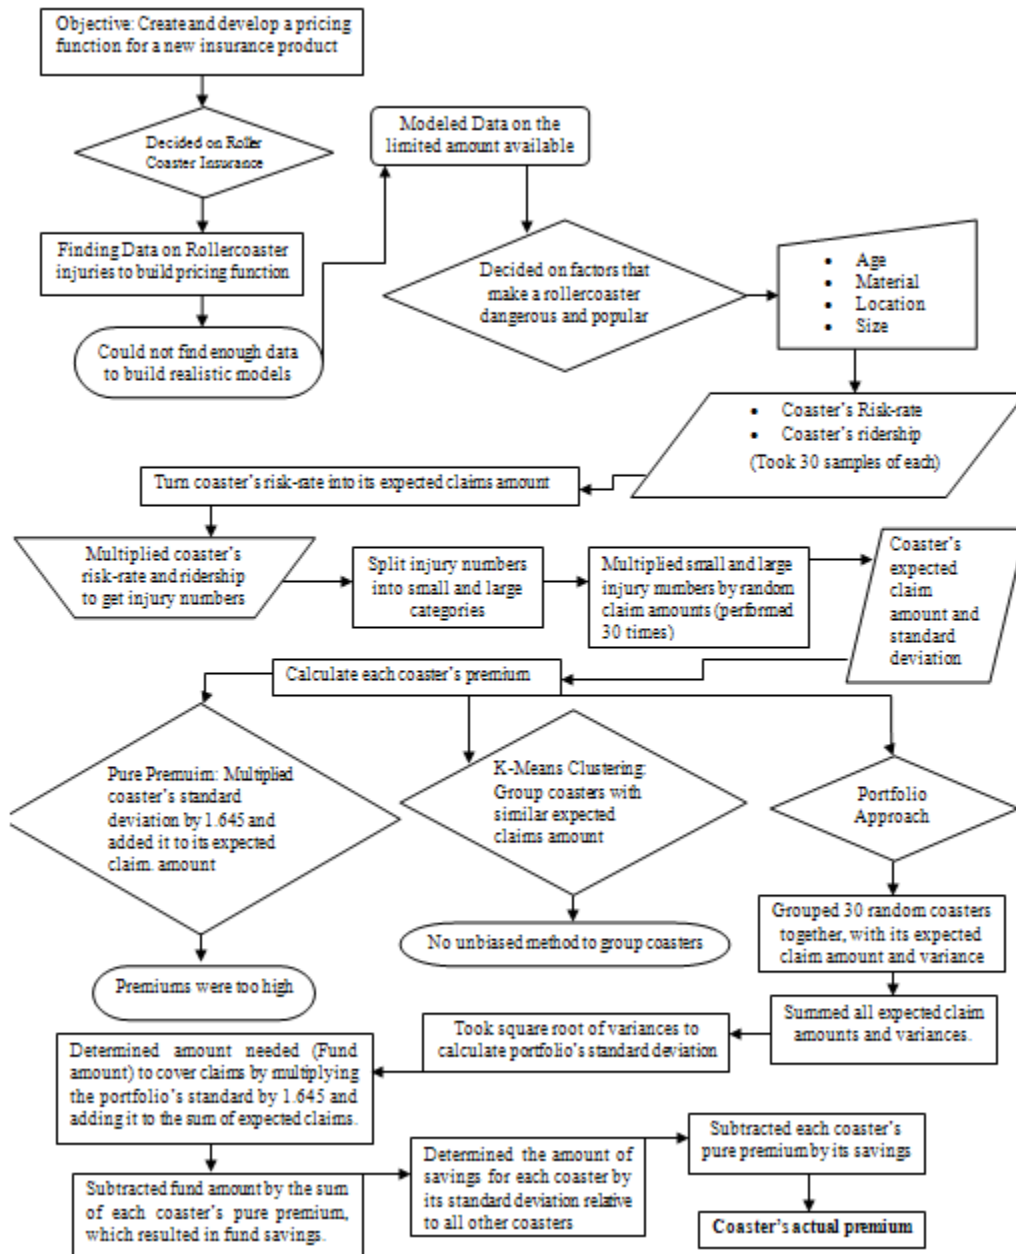 Objective: Create and develop a pricing
function for a new insurance product
Decided on Roller
Coaster Insurance
Finding Data on Rollercoaster
injuries to build pricing function
Could not find enough data
to build realistic models
Modeled Data on the
limited amount available
Decided on factors that
make a rollercoaster
dangerous and popular
• Age
• Material
• Location
• Size
• Coaster's Risk-rate
• Coaster's ridership
(Took 30 samples of each)
Turn coaster's risk-rate into its expected claims amount
Multiplied coaster's
risk-rate and ridership
to get injury numbers
Split injury numbers
into small and large
categories
Multiplied small and large
injury numbers by random
claim amounts (performed
30 times)
Coaster's
expected
claim
amount and
standard
deviation
Calculate each coaster's premium
Pure Premuim: Multiplied
coaster's standard
deviation by 1.645 and
added it to its expected
claim. amount
Premiums were too high
K-Means Clustering:
Group coasters with
similar expected
claims amount
No unbiased method to group coasters
Portfolio
Approach
Grouped 30 random coasters
together, with its expected
claim amount and variance
Summed all expected claim
amounts and variances.
Took square root of variances to
calculate portfolio's standard deviation
Determined amount needed (Fund
amount) to cover claims by multiplying
the portfolio's standard by 1.645 and
adding it to the sum of expected claims.
Subtracted fund amount by the sum
of each coaster's pure premium,
which resulted in fund savings.
Determined the amount of
savings for each coaster by
its standard deviation relative
to all other coasters
Subtracted each coaster's
pure premium by its savings
Coaster's actual premium